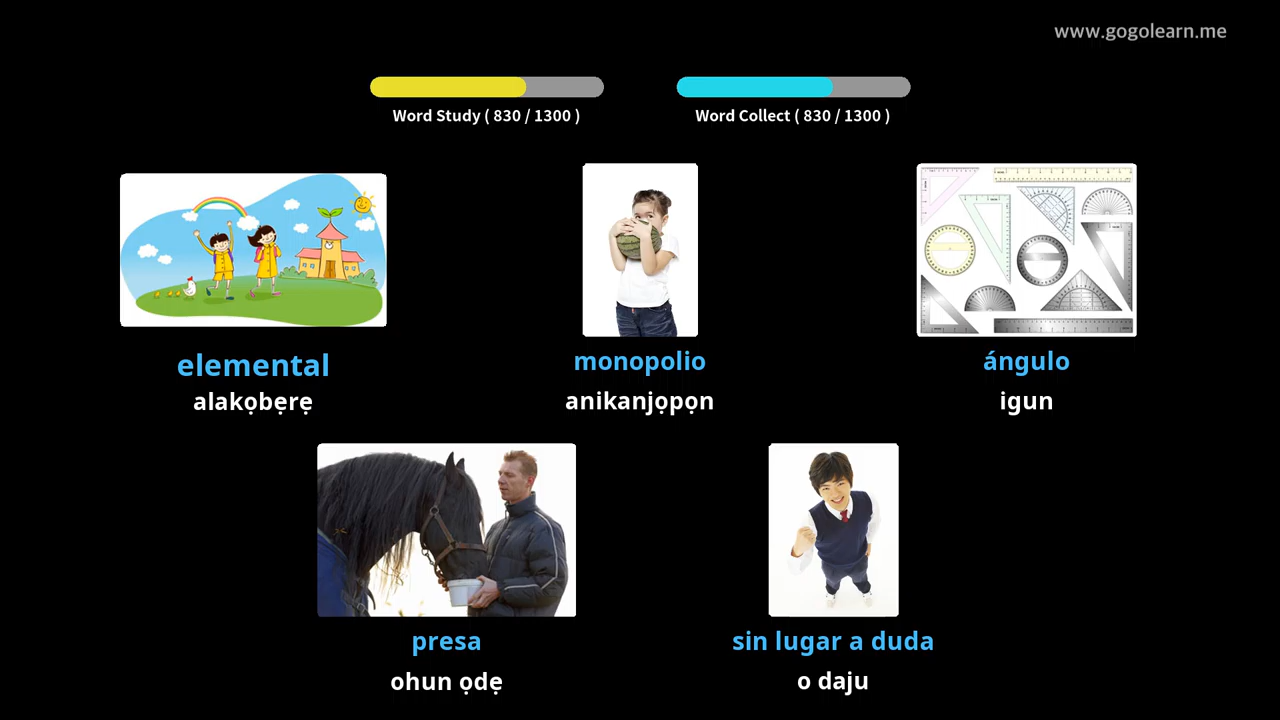 www.gogolearn.me
Word Study ( 830 / 1300 )
Word Collect ( 830 / 1300 )
elemental
alakọbẹrẹ
monopolio
anikanjọpọn
ángulo
igun
presa
ohun ọdẹ
sin lugar a duda
o daju